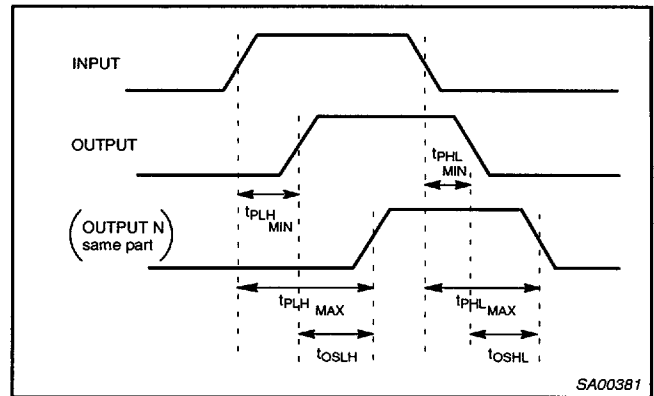 INPUT
OUTPUT
tPHL MIN
tPLH MIN
(OUTPUT N
same part)
tPLH MAX
tPHL MAX
tOSLH
tOSHL
SA00381